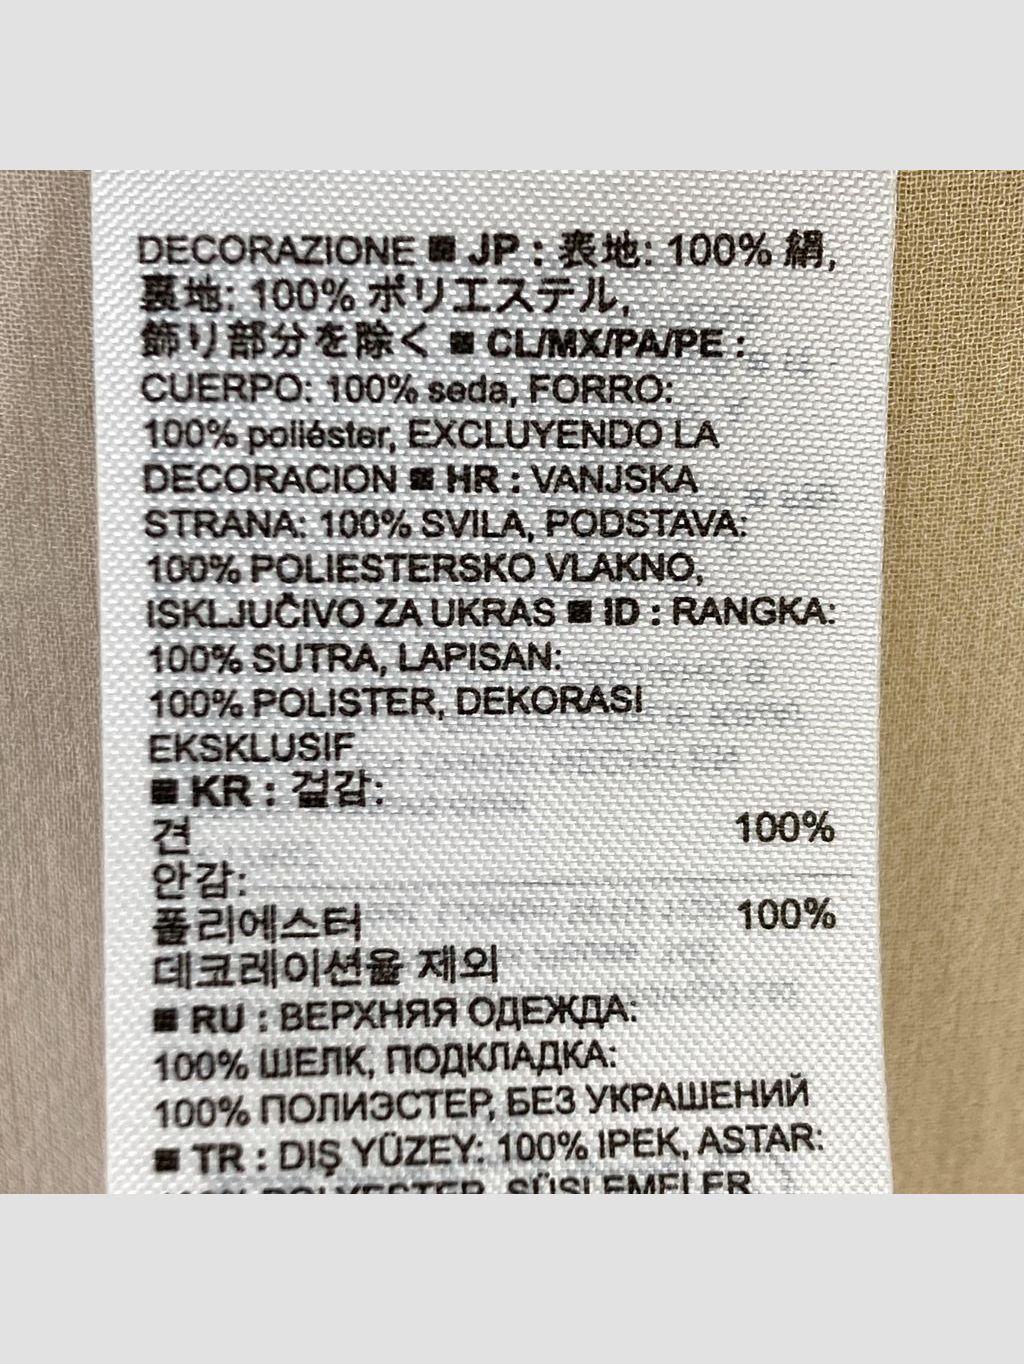 DECORAZIONE ■ JP : 表地: 100% 絹,
裏地: 100% ポリエステル,
飾り部分を除く ■ CL/MX/PA/PE :
CUERPO: 100% seda, FORRO:
100% poliéster, EXCLUYENDO LA
DECORACION ■ HR : VANJSKA
STRANA: 100% SVILA, PODSTAVA:
100% POLIESTERSKO VLAKNO,
ISKLJUČIVO ZA UKRAS ■ ID : RANGKA:
100% SUTRA, LAPISAN:
100% POLISTER, DEKORASI
EKSKLUSIF
■ KR : 겉감:
견 100%
안감:
폴리에스터 100%
데코레이션을 제외
■ RU : ВЕРХНЯЯ ОДЕЖДА:
100% ШЕЛК, ПОДКЛАДКА:
100% ПОЛИЭСТЕР, БЕЗ УКРАШЕНИЙ
■ TR : DIŞ YÜZEY: 100% IPEK, ASTAR:
100% POLYESTER, SÜSLEMELER